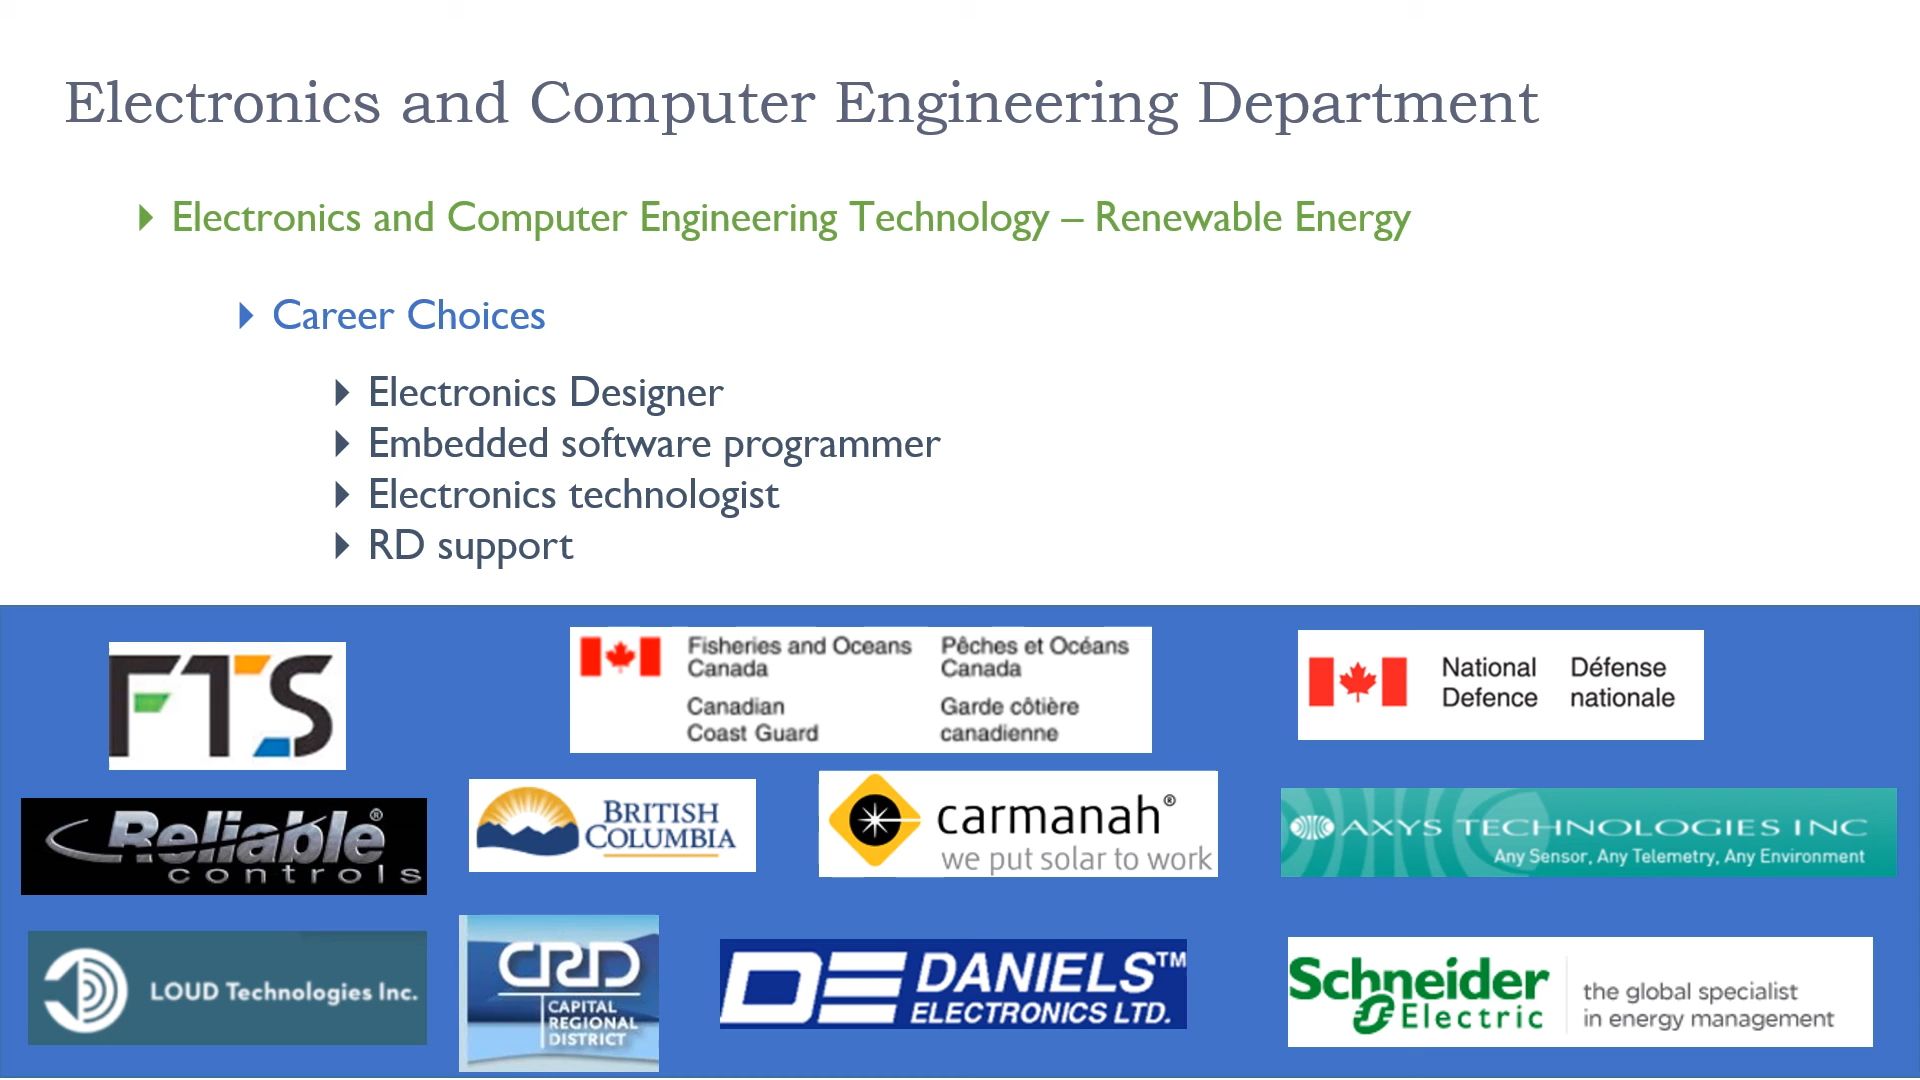 Electronics and Computer Engineering Department
Electronics and Computer Engineering Technology – Renewable Energy
Career Choices
Electronics Designer
Embedded software programmer
Electronics technologist
RD support
FTS
Fisheries and Oceans
Canada
Canadian
Coast Guard
Pêches et Océans
Canada
Garde côtière
canadienne
National
Defence
Défense
nationale
Reliable®
controls
BRITISH
COLUMBIA
carmanah®
we put solar to work
AXYS TECHNOLOGIES INC
Any Sensor, Any Telemetry, Any Environment
LOUD Technologies Inc.
CRD
CAPITAL
REGIONAL
DISTRICT
DE DANIELS™
ELECTRONICS LTD.
Schneider
Electric
the global specialist
in energy management